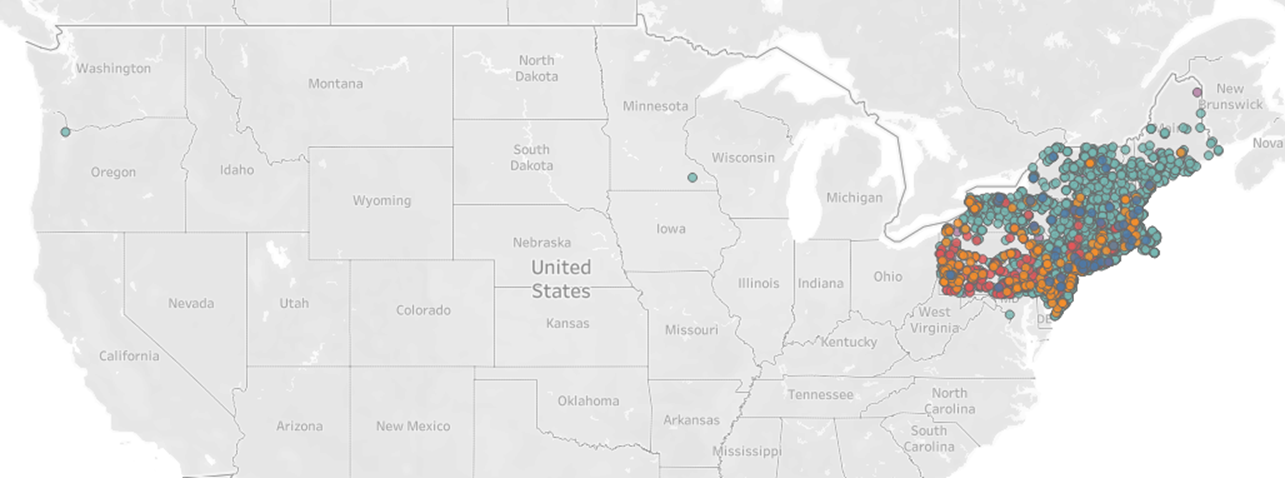 Washington
Montana
North
Dakota
Minnesota
New
Brunswick
Nova
Oregon
Idaho
South
Dakota
Wisconsin
Michigan
Wyoming
Iowa
Nebraska
United
States
Nevada
Utah
Colorado
Kansas
Illinois
Indiana
Ohio
Missouri
West
Virginia
Kentucky
DE
California
Arizona
New Mexico
Oklahoma
Arkansas
Tennessee
North
Carolina
South
Carolina
Mississippi